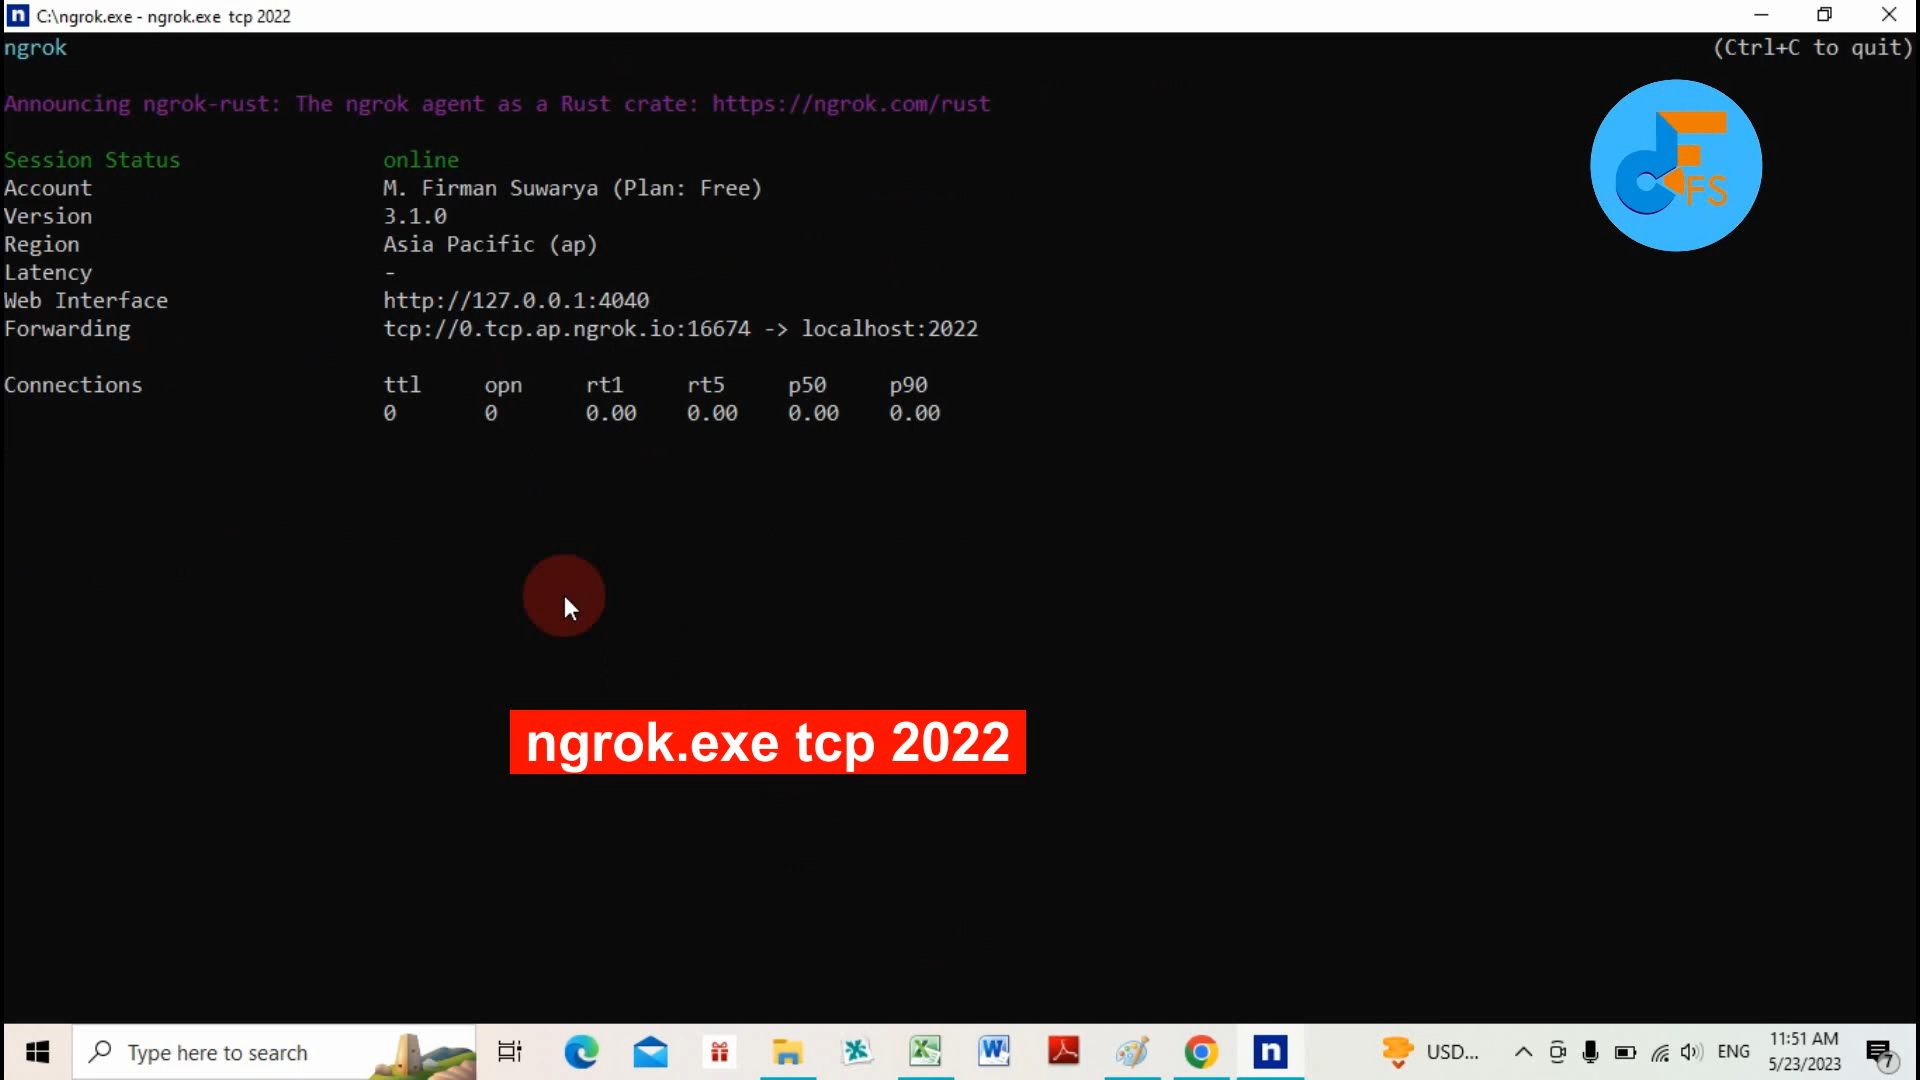 C:\ngrok.exe - ngrok.exe tcp 2022
ngrok (Ctrl+C to quit)
Announcing ngrok-rust: The ngrok agent as a Rust crate: https://ngrok.com/rust
Session Status online
Account M. Firman Suwarya (Plan: Free)
Version 3.1.0
Region Asia Pacific (ap)
Latency -
Web Interface http://127.0.0.1:4040
Forwarding tcp://0.tcp.ap.ngrok.io:16674 -> localhost:2022
Connections ttl opn rt1 rt5 p50 p90
0 0 0.00 0.00 0.00 0.00
FS
ngrok.exe tcp 2022
Type here to search
USD...
ENG
11:51 AM
5/23/2023
7